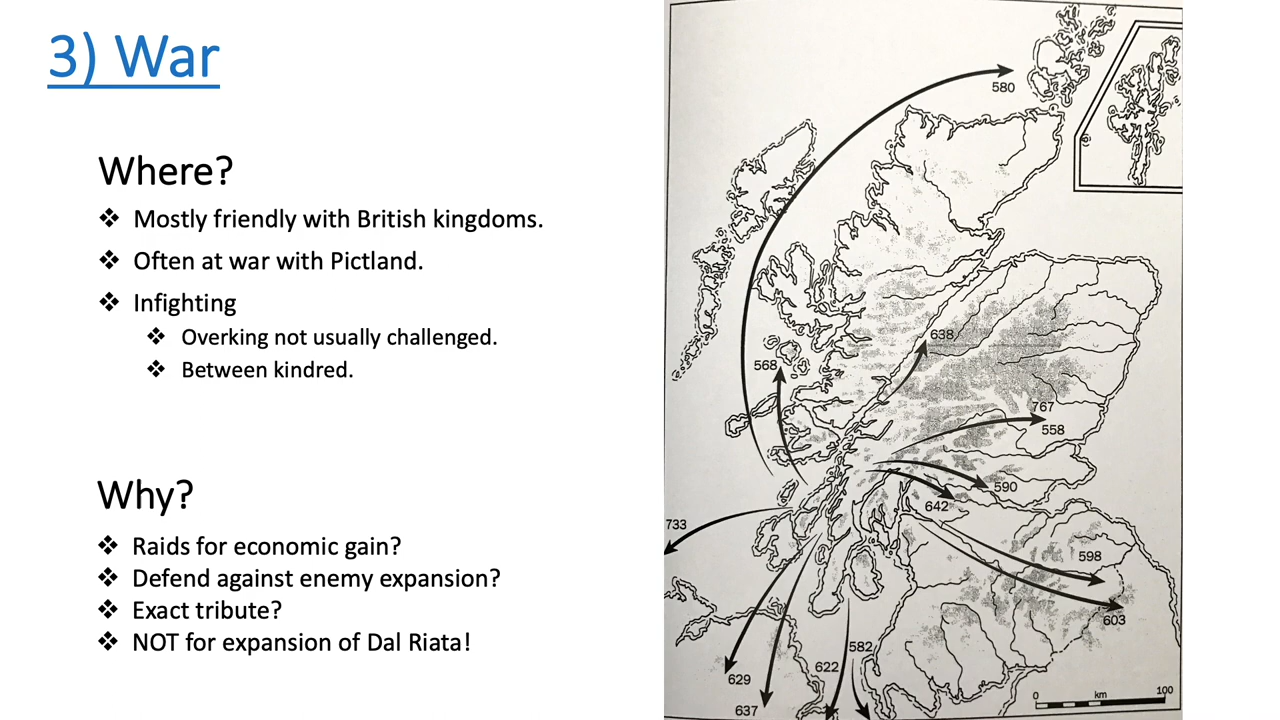 3) War
Where?
❖ Mostly friendly with British kingdoms.
❖ Often at war with Pictland.
❖ Infighting
❖ Overking not usually challenged.
❖ Between kindred.
Why?
❖ Raids for economic gain?
❖ Defend against enemy expansion?
❖ Exact tribute?
❖ NOT for expansion of Dal Riata!
580
638
568
767
558
590
642
733
598
603
582
622
629
637
0 km 100